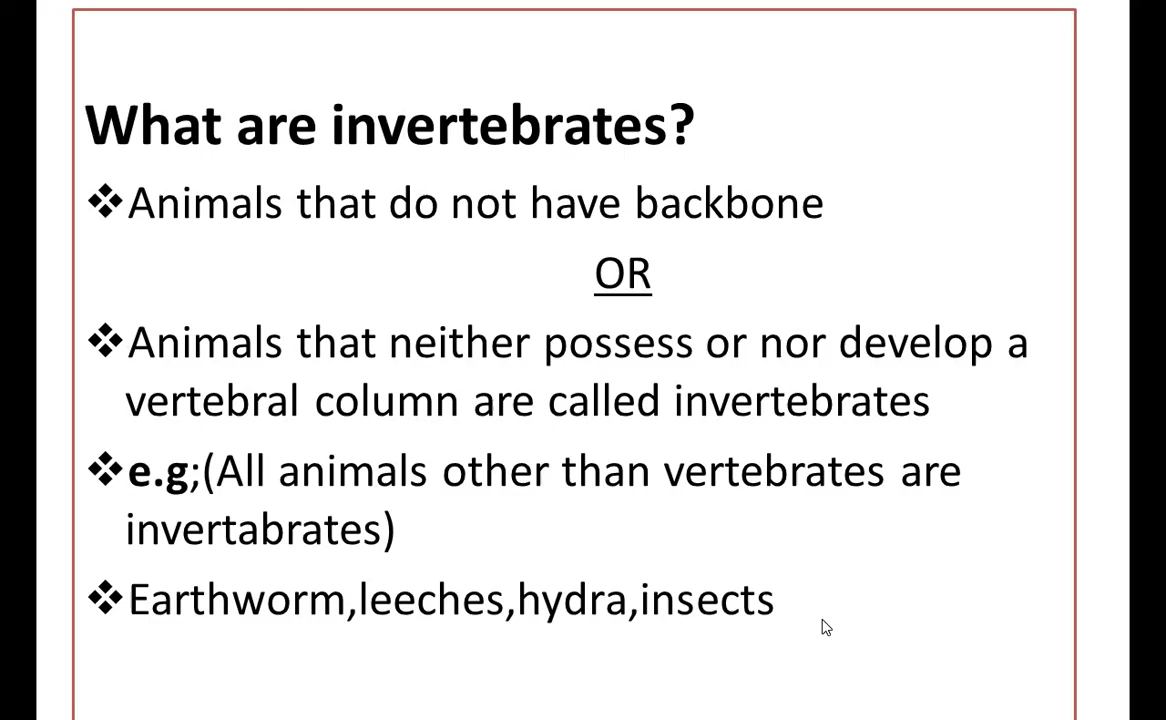 What are invertebrates?
❖Animals that do not have backbone
OR
❖Animals that neither possess or nor develop a
vertebral column are called invertebrates
❖e.g;(All animals other than vertebrates are
invertabrates)
❖Earthworm,leeches,hydra,insects